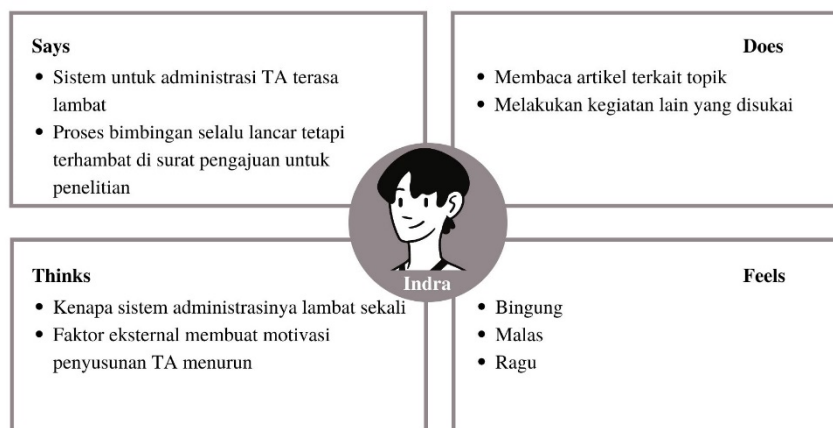 Says
• Sistem untuk administrasi TA terasa
lambat
• Proses bimbingan selalu lancar tetapi
terhambat di surat pengajuan untuk
penelitian
Does
• Membaca artikel terkait topik
• Melakukan kegiatan lain yang disukai
Indra
Thinks
• Kenapa sistem administrasinya lambat sekali
• Faktor eksternal membuat motivasi
penyusunan TA menurun
Feels
• Bingung
• Malas
• Ragu